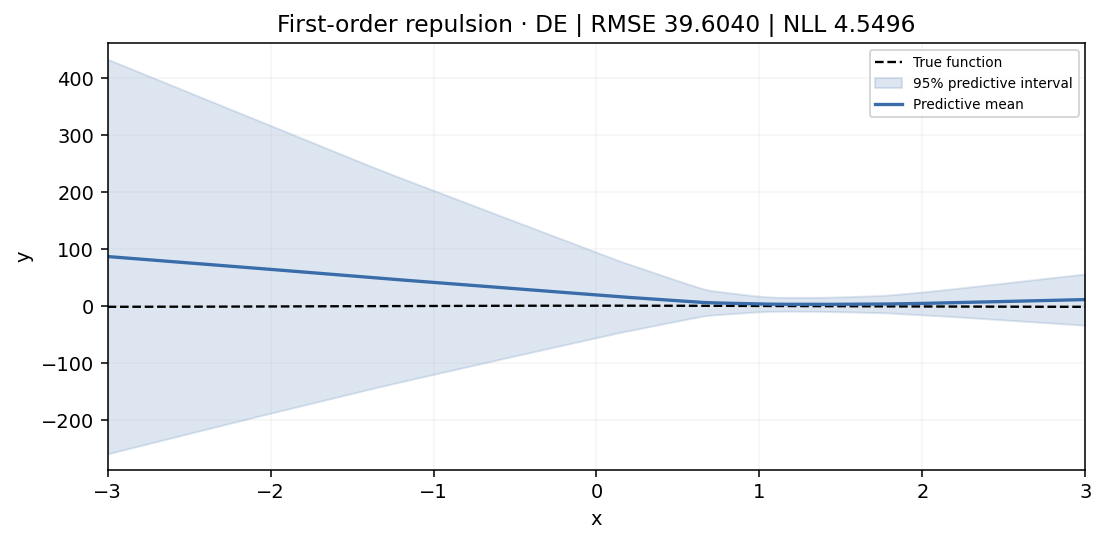 First-order repulsion · DE | RMSE 39.6040 | NLL 4.5496
True function
95% predictive interval
Predictive mean
400
300
200
100
0
−100
−200
y
−3
−2
−1
0
1
2
3
x